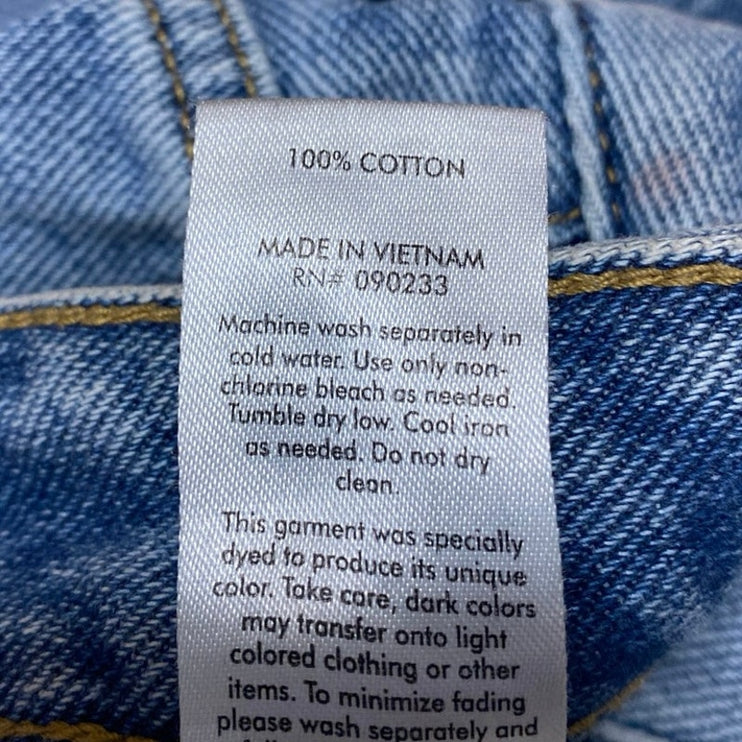 100% COTTON
MADE IN VIETNAM
RN# 090233
Machine wash separately in
cold water. Use only non-
chlorine bleach as needed.
Tumble dry low. Cool iron
as needed. Do not dry
clean.
This garment was specially
dyed to produce its unique
color. Take care, dark colors
may transfer onto light
colored clothing or other
items. To minimize fading
please wash separately and